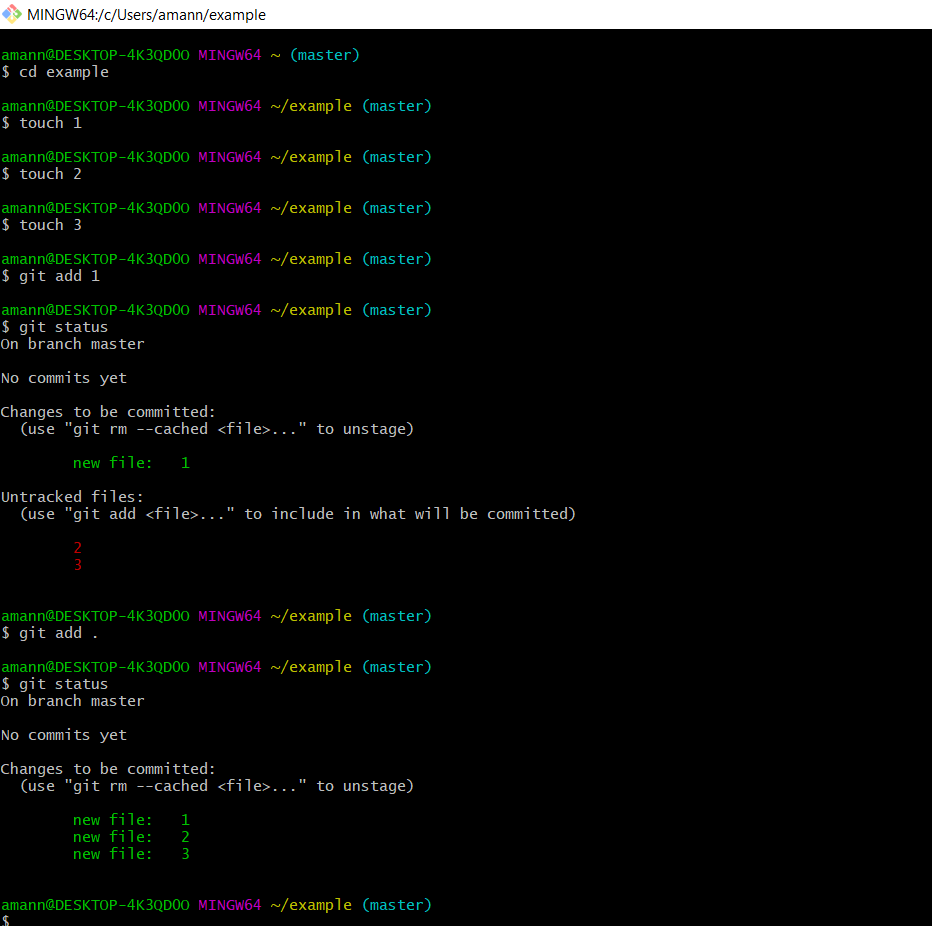 MINGW64:/c/Users/amann/example
amann@DESKTOP-4K3QD0O MINGW64 ~ (master)
$ cd example
amann@DESKTOP-4K3QD0O MINGW64 ~/example (master)
$ touch 1
amann@DESKTOP-4K3QD0O MINGW64 ~/example (master)
$ touch 2
amann@DESKTOP-4K3QD0O MINGW64 ~/example (master)
$ touch 3
amann@DESKTOP-4K3QD0O MINGW64 ~/example (master)
$ git add 1
amann@DESKTOP-4K3QD0O MINGW64 ~/example (master)
$ git status
On branch master
No commits yet
Changes to be committed:
  (use "git rm --cached <file>..." to unstage)
        new file:   1
Untracked files:
  (use "git add <file>..." to include in what will be committed)
        2
        3
amann@DESKTOP-4K3QD0O MINGW64 ~/example (master)
$ git add .
amann@DESKTOP-4K3QD0O MINGW64 ~/example (master)
$ git status
On branch master
No commits yet
Changes to be committed:
  (use "git rm --cached <file>..." to unstage)
        new file:   1
        new file:   2
        new file:   3
amann@DESKTOP-4K3QD0O MINGW64 ~/example (master)
$